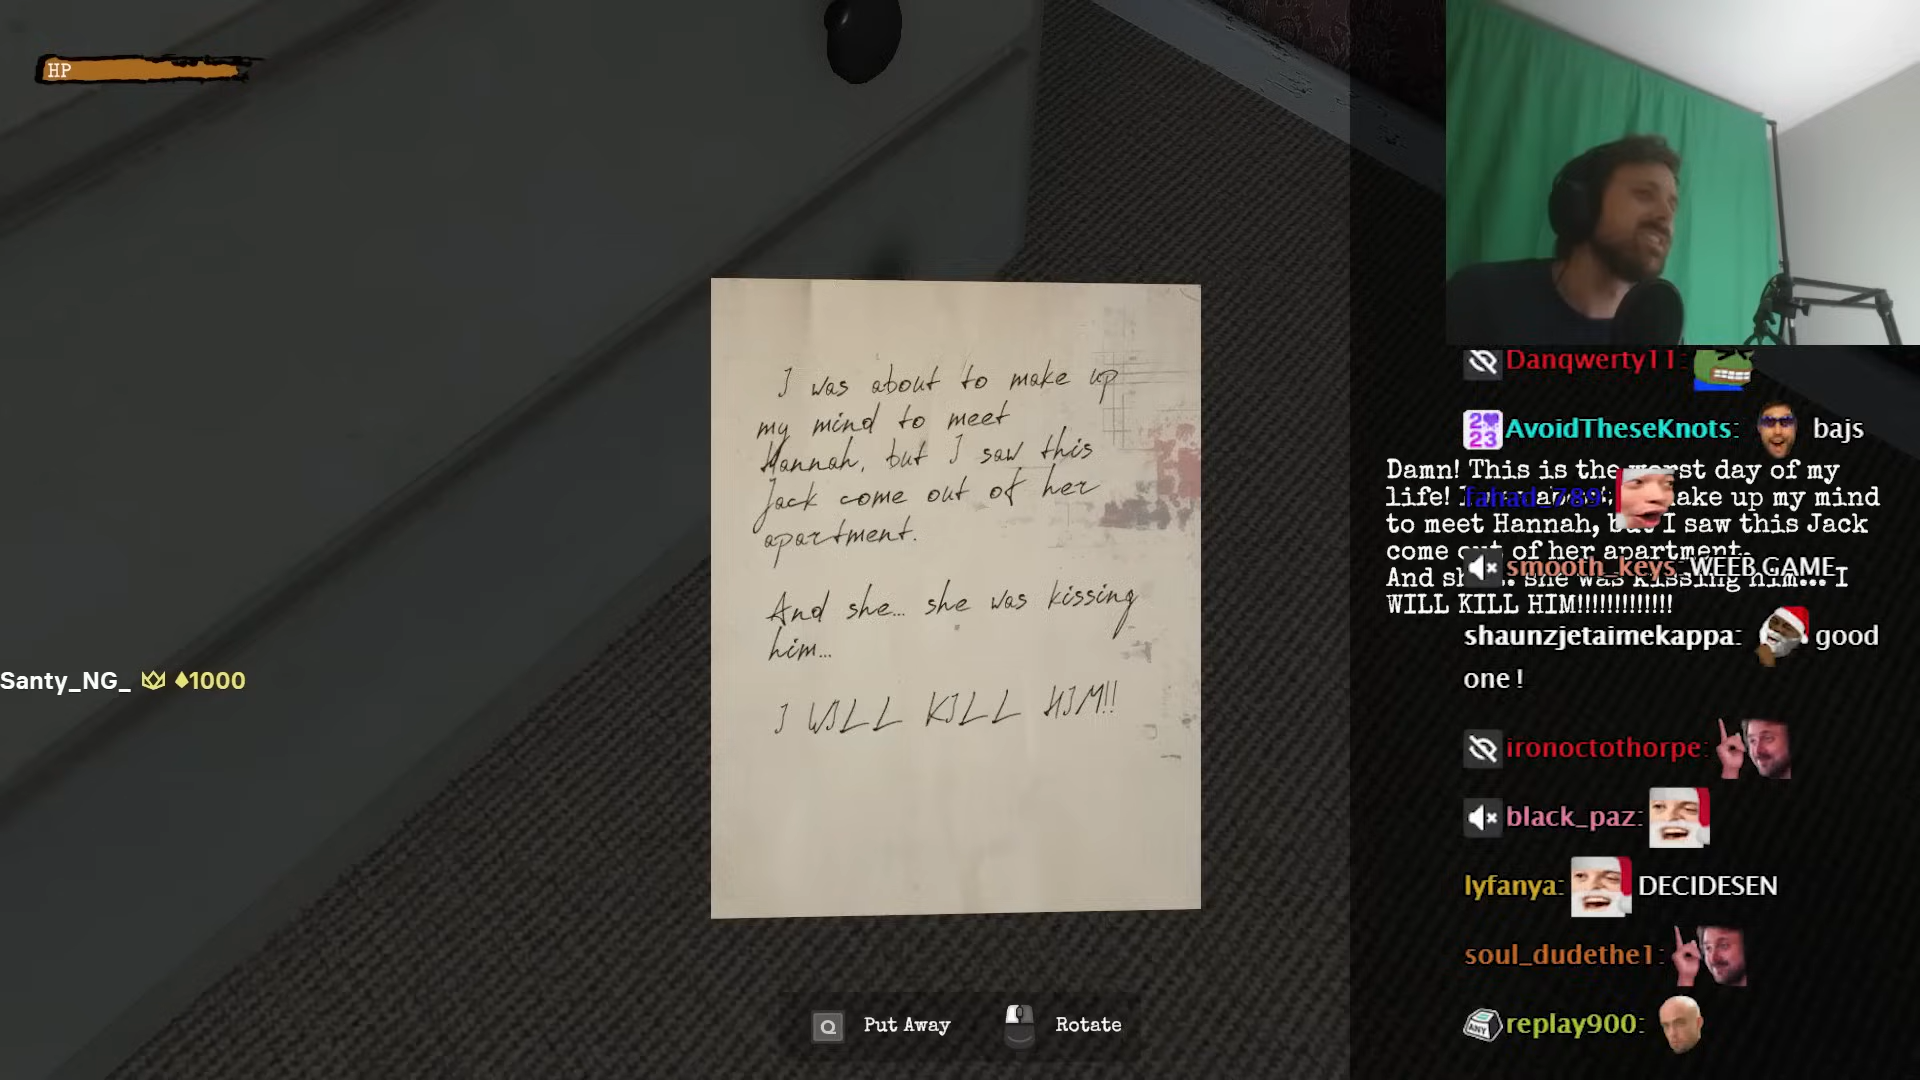 HP
I was about to make up
my mind to meet
Hannah, but I saw this
Jack come out of her
apartment.
And she... she was kissing
him...
I WILL KILL HIM!!
Put Away
Rotate
Q
Santy_NG_ 1000
Danqwerty11:
2023
AvoidTheseKnots: bajs
Damn! This is the worst day of my
life! make up my mind
to meet Hannah, but I saw this Jack
come out of her apartment.
And she... she was kissing him... I
WILL KILL HIM!!!!!!!!!!!!!
fahad_789:
smooth_keys WEEB GAME
shaunzjetaimekappa: good
one !
ironoctothorpe:
black_paz:
lyfanya: DECIDESEN
soul_dudethe1:
ANY
replay900: